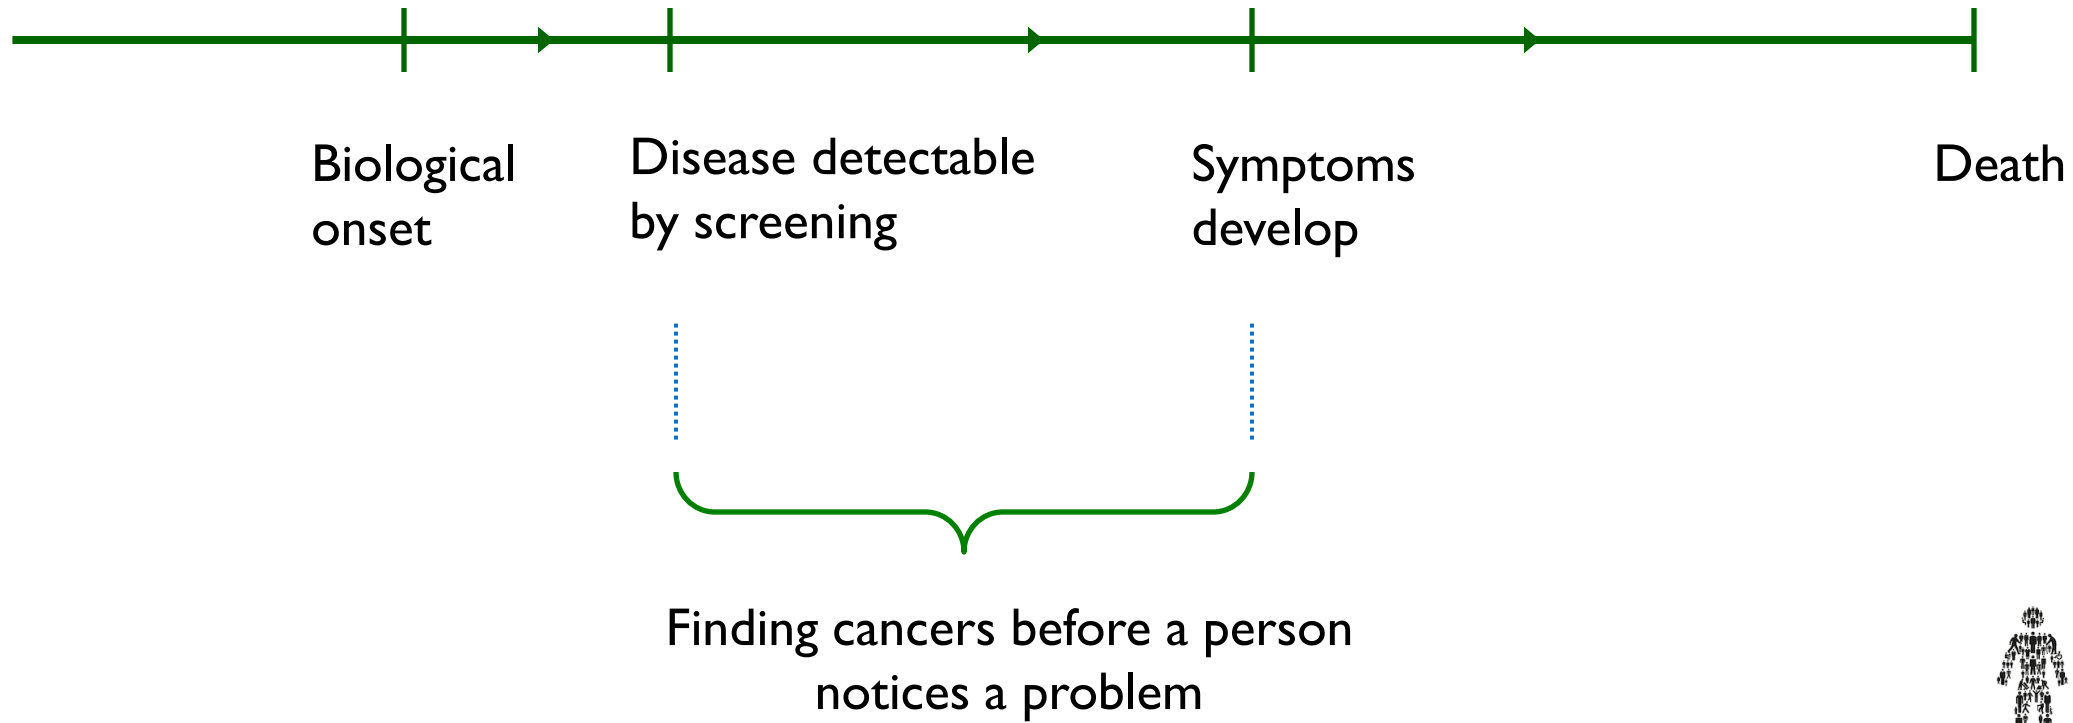 Biological
onset
Disease detectable
by screening
Symptoms
develop
Death
Finding cancers before a person
notices a problem